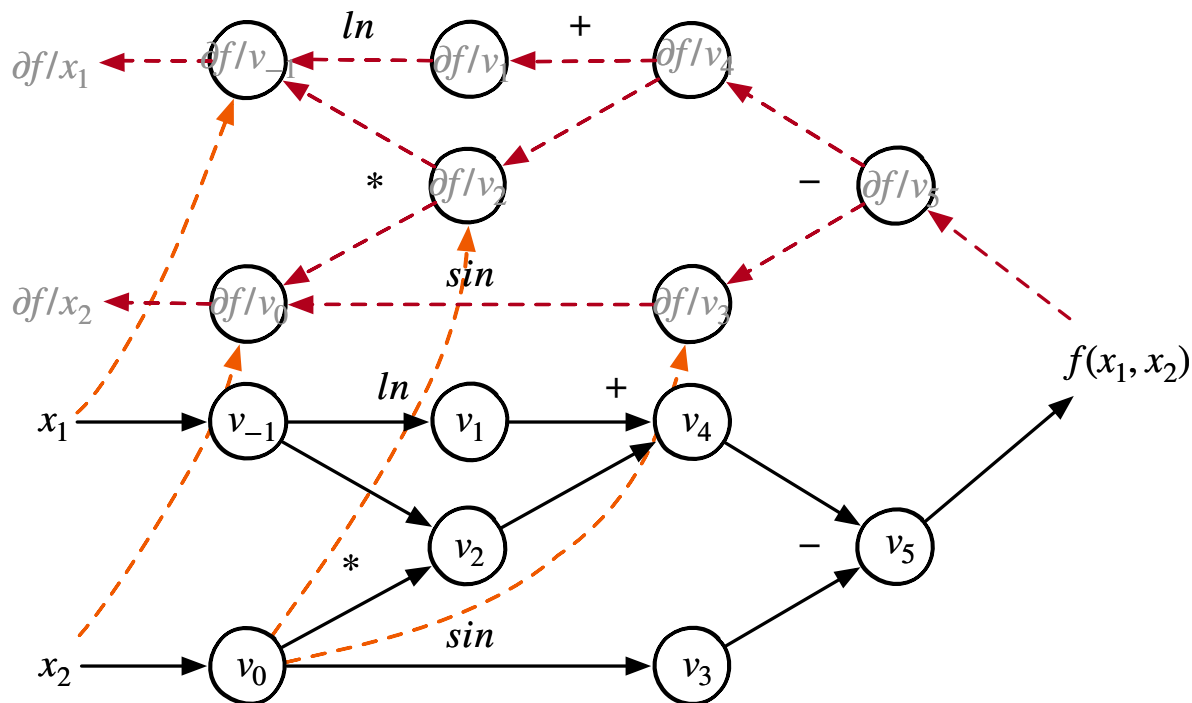 ln +
∂f/x₁ ∂f/v₋₁ ∂f/v₁ ∂f/v₄
* ∂f/v₂ − ∂f/v₅
sin
∂f/x₂ ∂f/v₀ ∂f/v₃
f(x₁, x₂)
ln +
x₁ v₋₁ v₁ v₄
* v₂ − v₅
sin
x₂ v₀ v₃